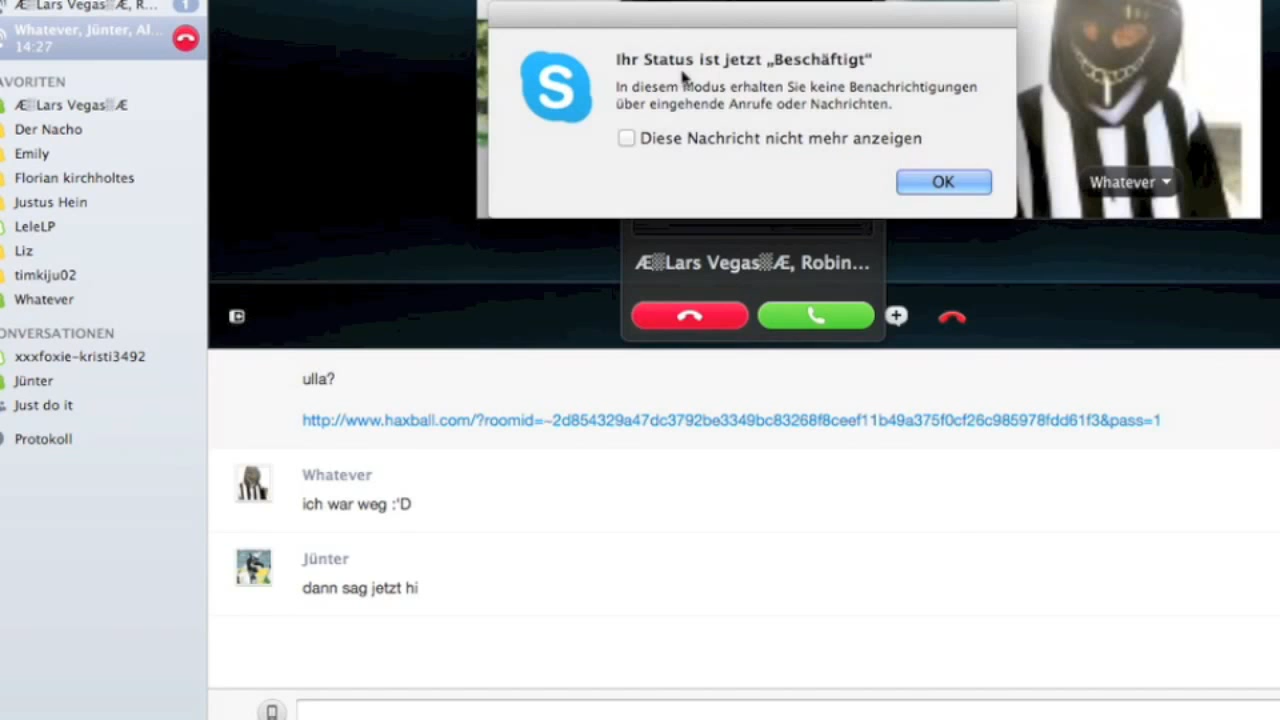 Æ▒Lars Vegas▒Æ, R...
1
Whatever, Jünter, Al...
14:27
AVORITEN
Æ▒Lars Vegas▒Æ
Der Nacho
Emily
Florian kirchholtes
Justus Hein
LeleLP
Liz
timkiju02
Whatever
ONVERSATIONEN
xxxfoxie-kristi3492
Jünter
Just do it
Protokoll
Ihr Status ist jetzt „Beschäftigt“
In diesem Modus erhalten Sie keine Benachrichtigungen
über eingehende Anrufe oder Nachrichten.
Diese Nachricht nicht mehr anzeigen
OK
Whatever
Æ▒Lars Vegas▒Æ, Robin...
ulla?
http://www.haxball.com/?roomid=~2d854329a47dc3792be3349bc83268f8ceef11b49a375f0cf26c985978fdd61f3&pass=1
Whatever
ich war weg :'D
Jünter
dann sag jetzt hi